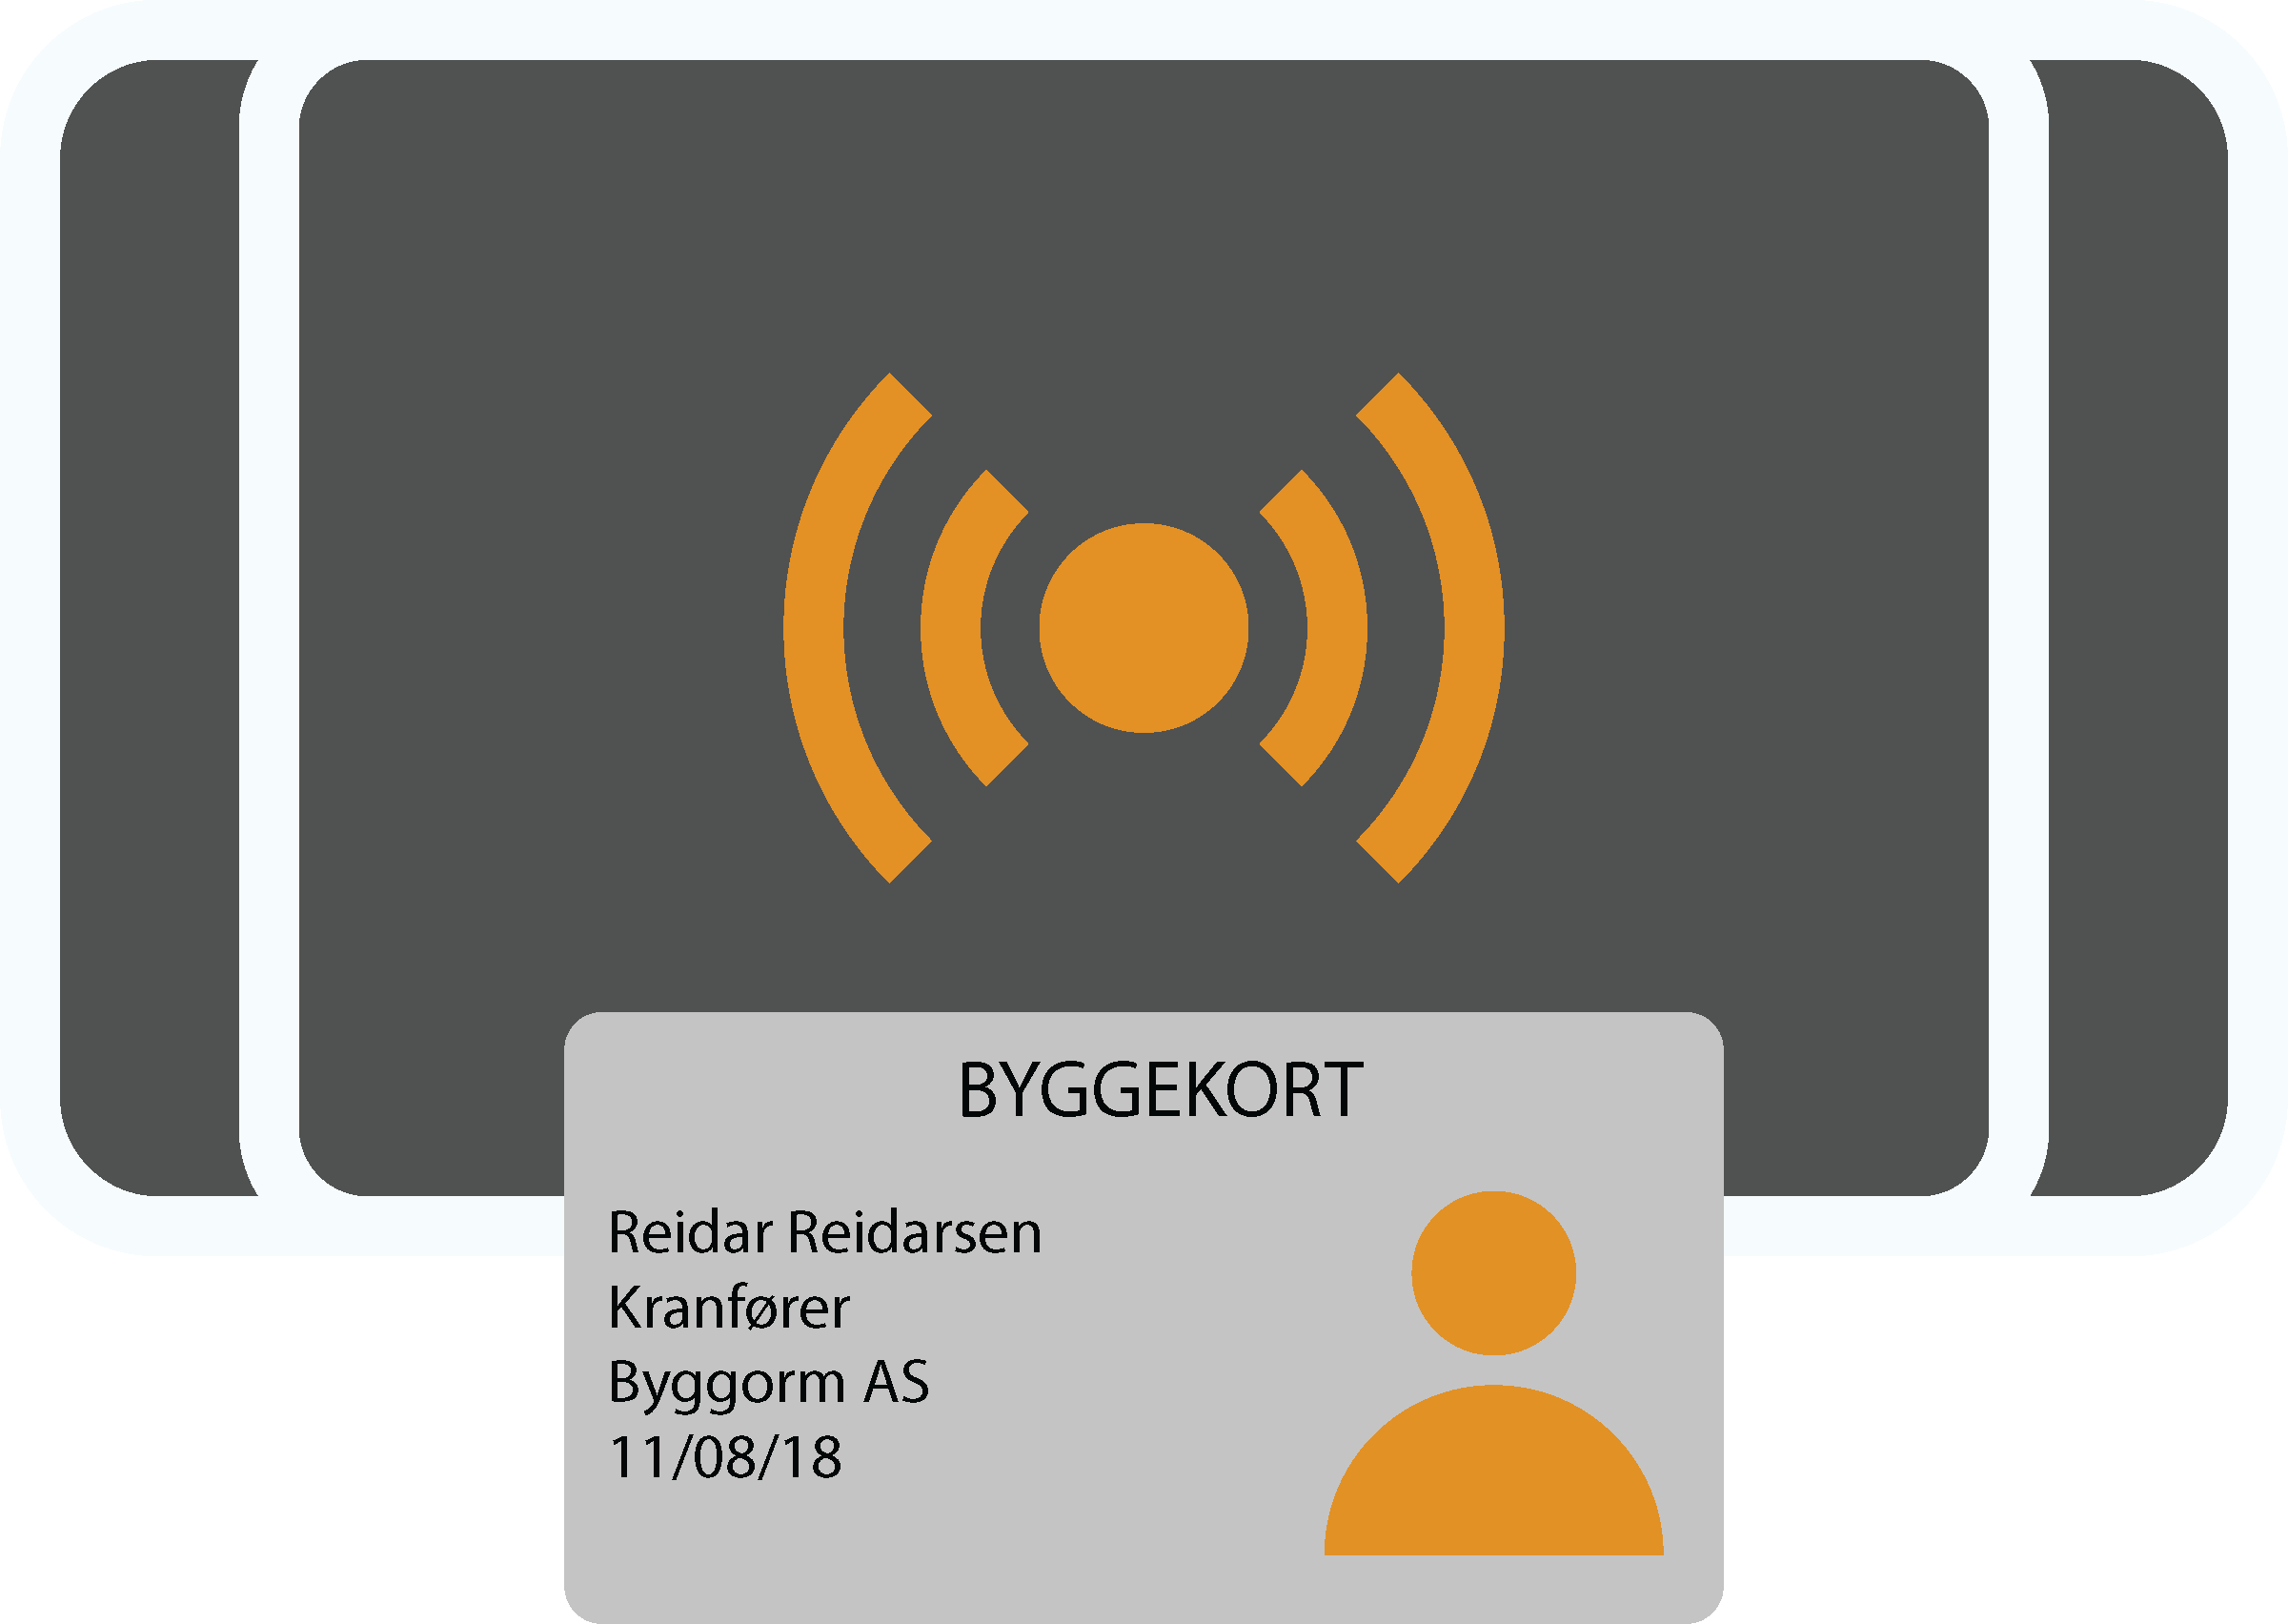 BYGGEKORT
Reidar Reidarsen
Kranfører
Byggorm AS
11/08/18